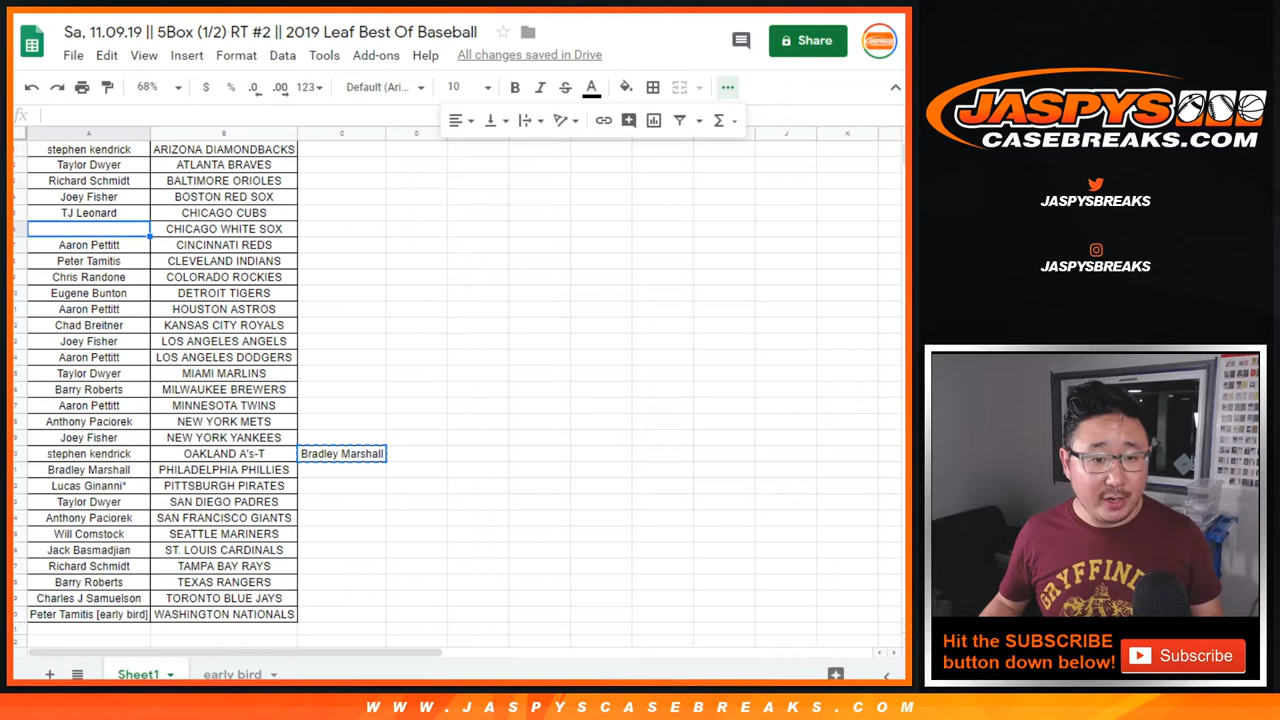 Sa, 11.09.19 || 5Box (1/2) RT #2 || 2019 Leaf Best Of Baseball
Share
File Edit View Insert Format Data Tools Add-ons Help All changes saved in Drive
68% $ % .0 .00 123 Default (Ari... 10 B I S A
fx
A B C D J K
stephen kendrick ARIZONA DIAMONDBACKS
Taylor Dwyer ATLANTA BRAVES
Richard Schmidt BALTIMORE ORIOLES
Joey Fisher BOSTON RED SOX
TJ Leonard CHICAGO CUBS
CHICAGO WHITE SOX
Aaron Pettitt CINCINNATI REDS
Peter Tamitis CLEVELAND INDIANS
Chris Randone COLORADO ROCKIES
Eugene Bunton DETROIT TIGERS
Aaron Pettitt HOUSTON ASTROS
Chad Breitner KANSAS CITY ROYALS
Joey Fisher LOS ANGELES ANGELS
Aaron Pettitt LOS ANGELES DODGERS
Taylor Dwyer MIAMI MARLINS
Barry Roberts MILWAUKEE BREWERS
Aaron Pettitt MINNESOTA TWINS
Anthony Paciorek NEW YORK METS
Joey Fisher NEW YORK YANKEES
stephen kendrick OAKLAND A's-T Bradley Marshall
Bradley Marshall PHILADELPHIA PHILLIES
Lucas Ginanni* PITTSBURGH PIRATES
Taylor Dwyer SAN DIEGO PADRES
Anthony Paciorek SAN FRANCISCO GIANTS
Will Comstock SEATTLE MARINERS
Jack Basmadjian ST. LOUIS CARDINALS
Richard Schmidt TAMPA BAY RAYS
Barry Roberts TEXAS RANGERS
Charles J Samuelson TORONTO BLUE JAYS
Peter Tamitis [early bird] WASHINGTON NATIONALS
Sheet1 early bird
JASPYS
CASEBREAKS.COM
JASPYSBREAKS
JASPYSBREAKS
GRYFFIND
Hit the SUBSCRIBE
button down below!
Subscribe
WWW.JASPYSCASEBREAKS.COM